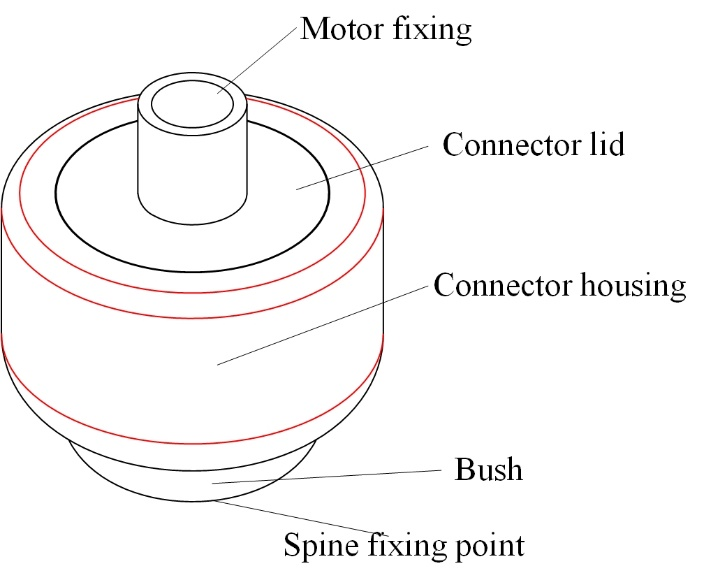 Motor fixing
Connector lid
Connector housing
Bush
Spine fixing point